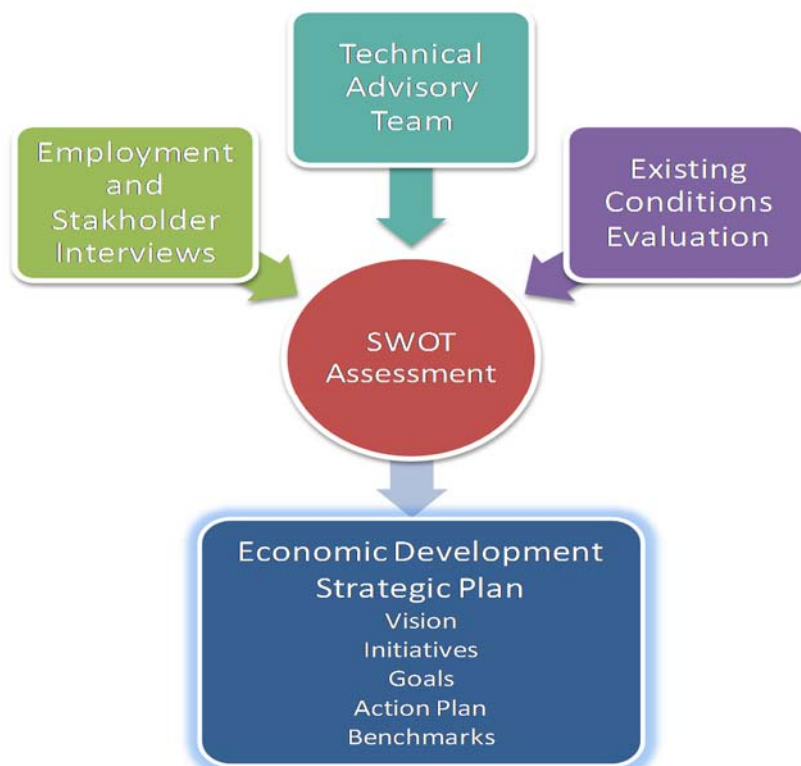 Technical
Advisory
Team
Employment
and
Stakholder
Interviews
Existing
Conditions
Evaluation
SWOT
Assessment
Economic Development
Strategic Plan
Vision
Initiatives
Goals
Action Plan
Benchmarks